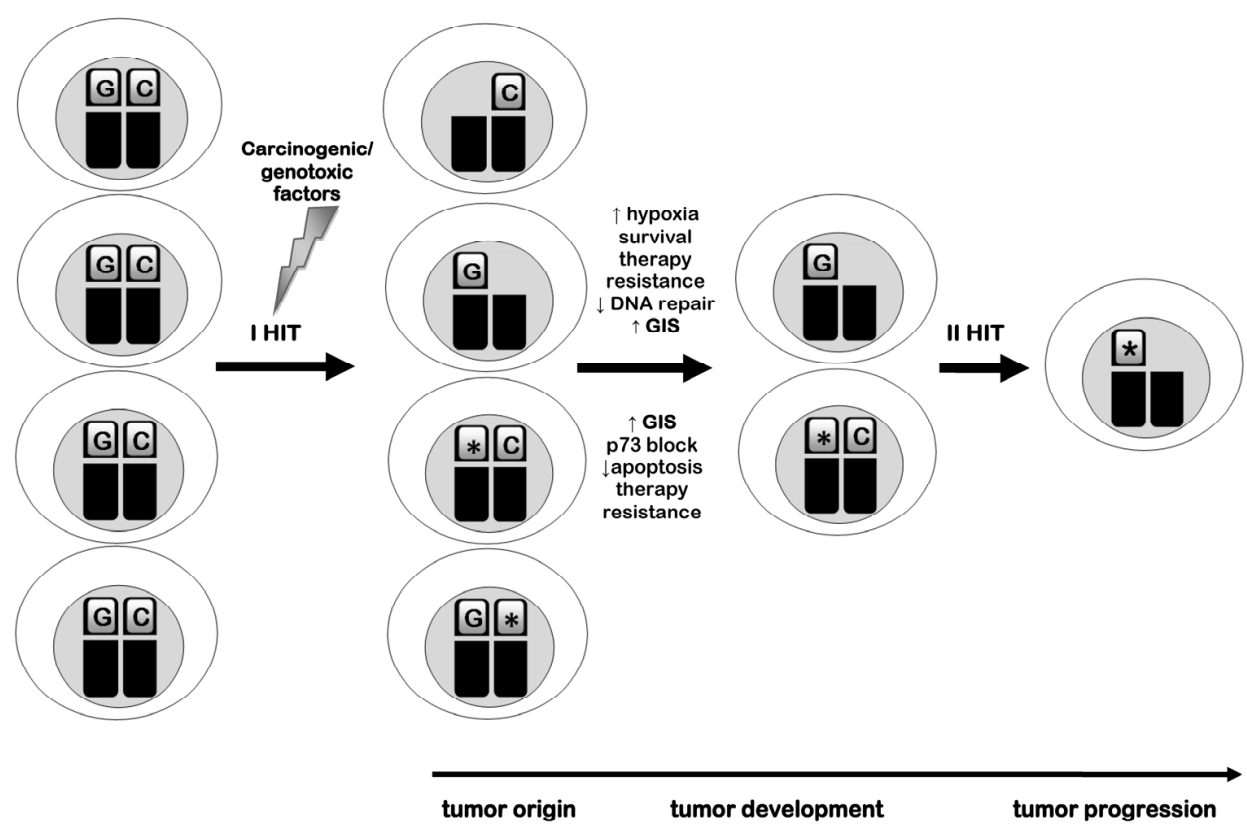 G C
G C
G C
G C
Carcinogenic/
genotoxic
factors
I HIT
C
G
* C
G *
↑ hypoxia
survival
therapy
resistance
↓ DNA repair
↑ GIS
↑ GIS
p73 block
↓apoptosis
therapy
resistance
G
* C
II HIT
*
tumor origin
tumor development
tumor progression